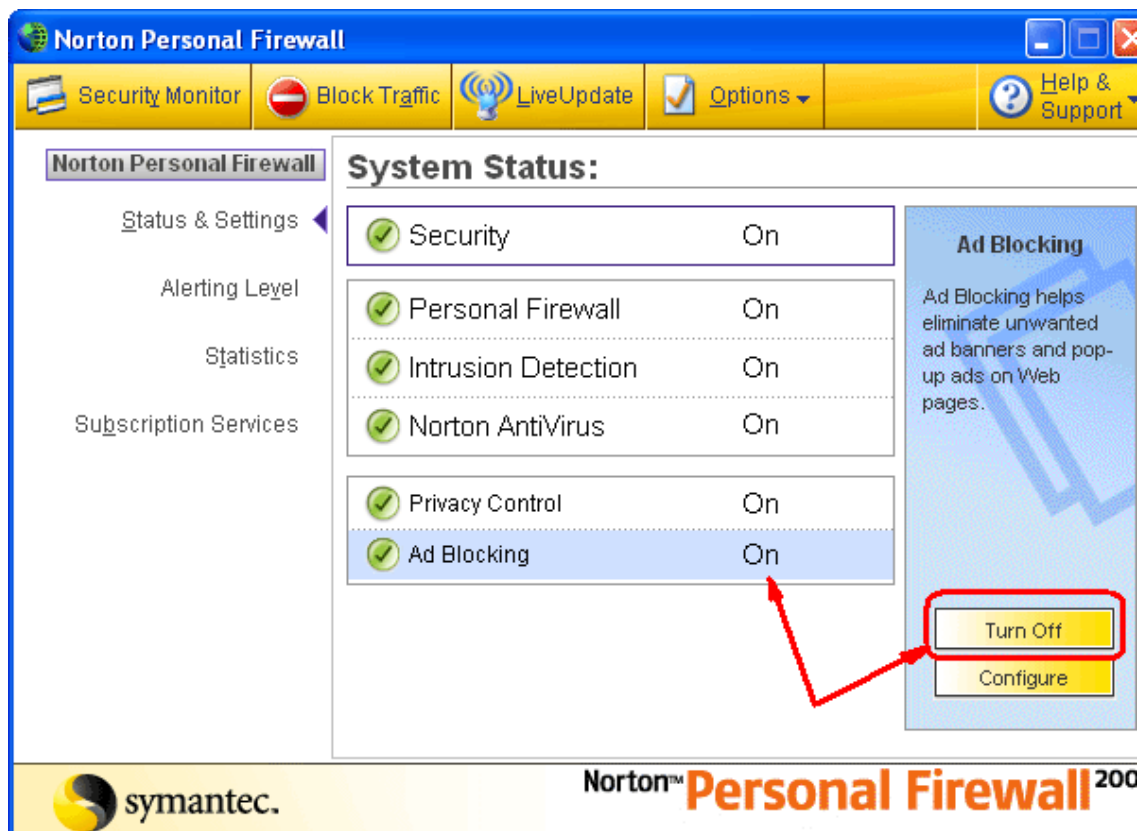 Norton Personal Firewall
Security Monitor
Block Traffic
LiveUpdate
Options
Help &
Support
Norton Personal Firewall
Status & Settings
Alerting Level
Statistics
Subscription Services
System Status:
Security On
Personal Firewall On
Intrusion Detection On
Norton AntiVirus On
Privacy Control On
Ad Blocking On
Ad Blocking
Ad Blocking helps
eliminate unwanted
ad banners and pop-
up ads on Web
pages.
Turn Off
Configure
symantec.
Norton™ Personal Firewall 200